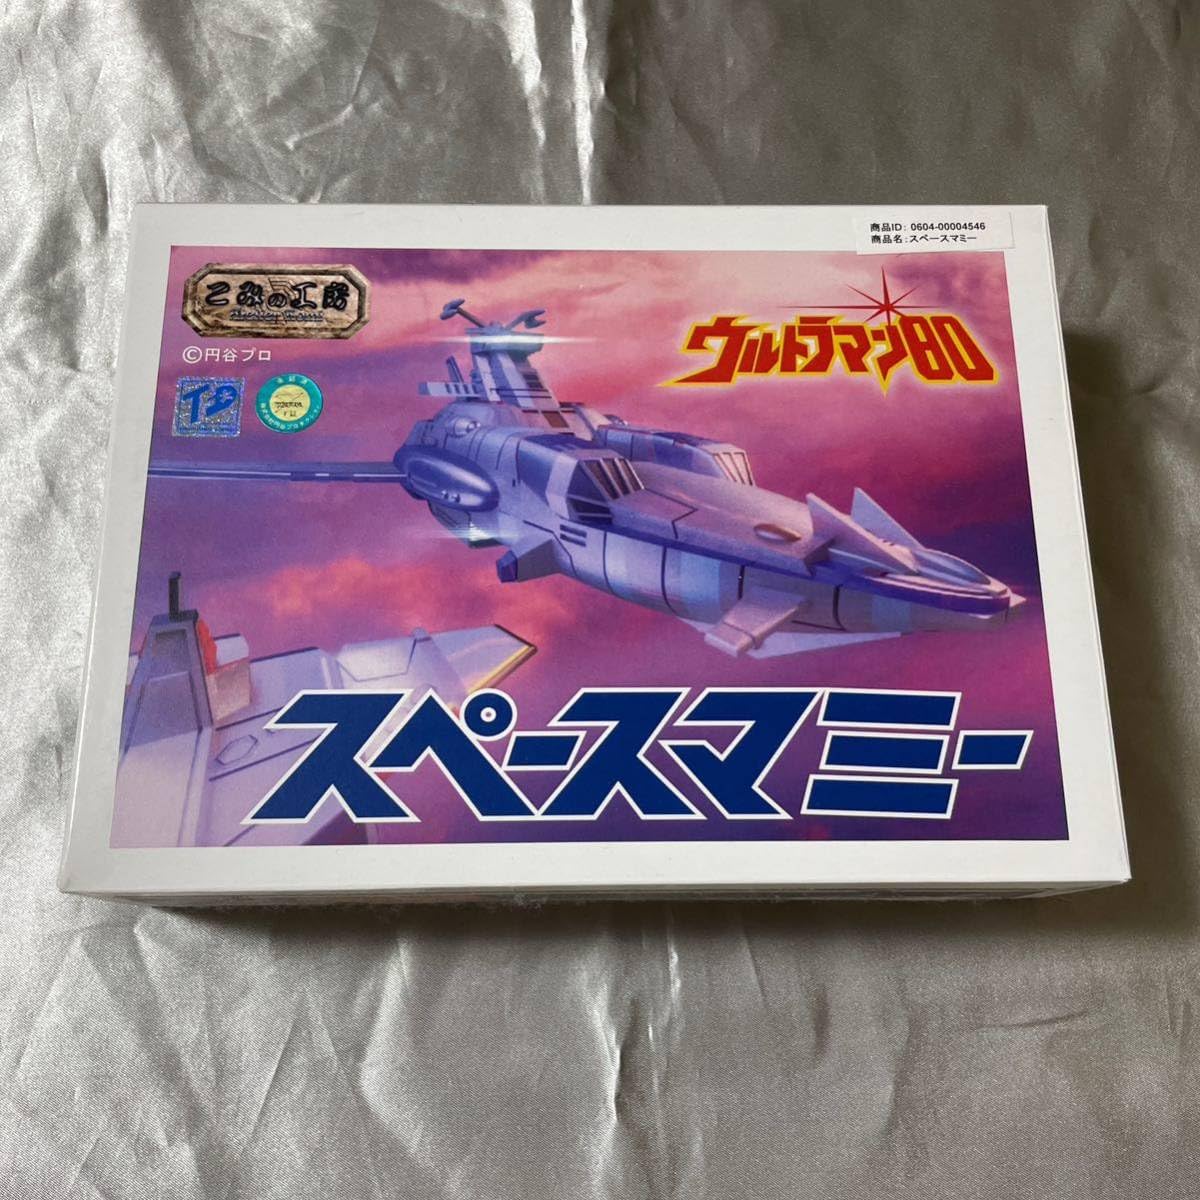 商品ID: 0604-00004546
商品名:スペースマミー
こみの工房
©円谷プロ
ウルトラマン80
スペースマミー